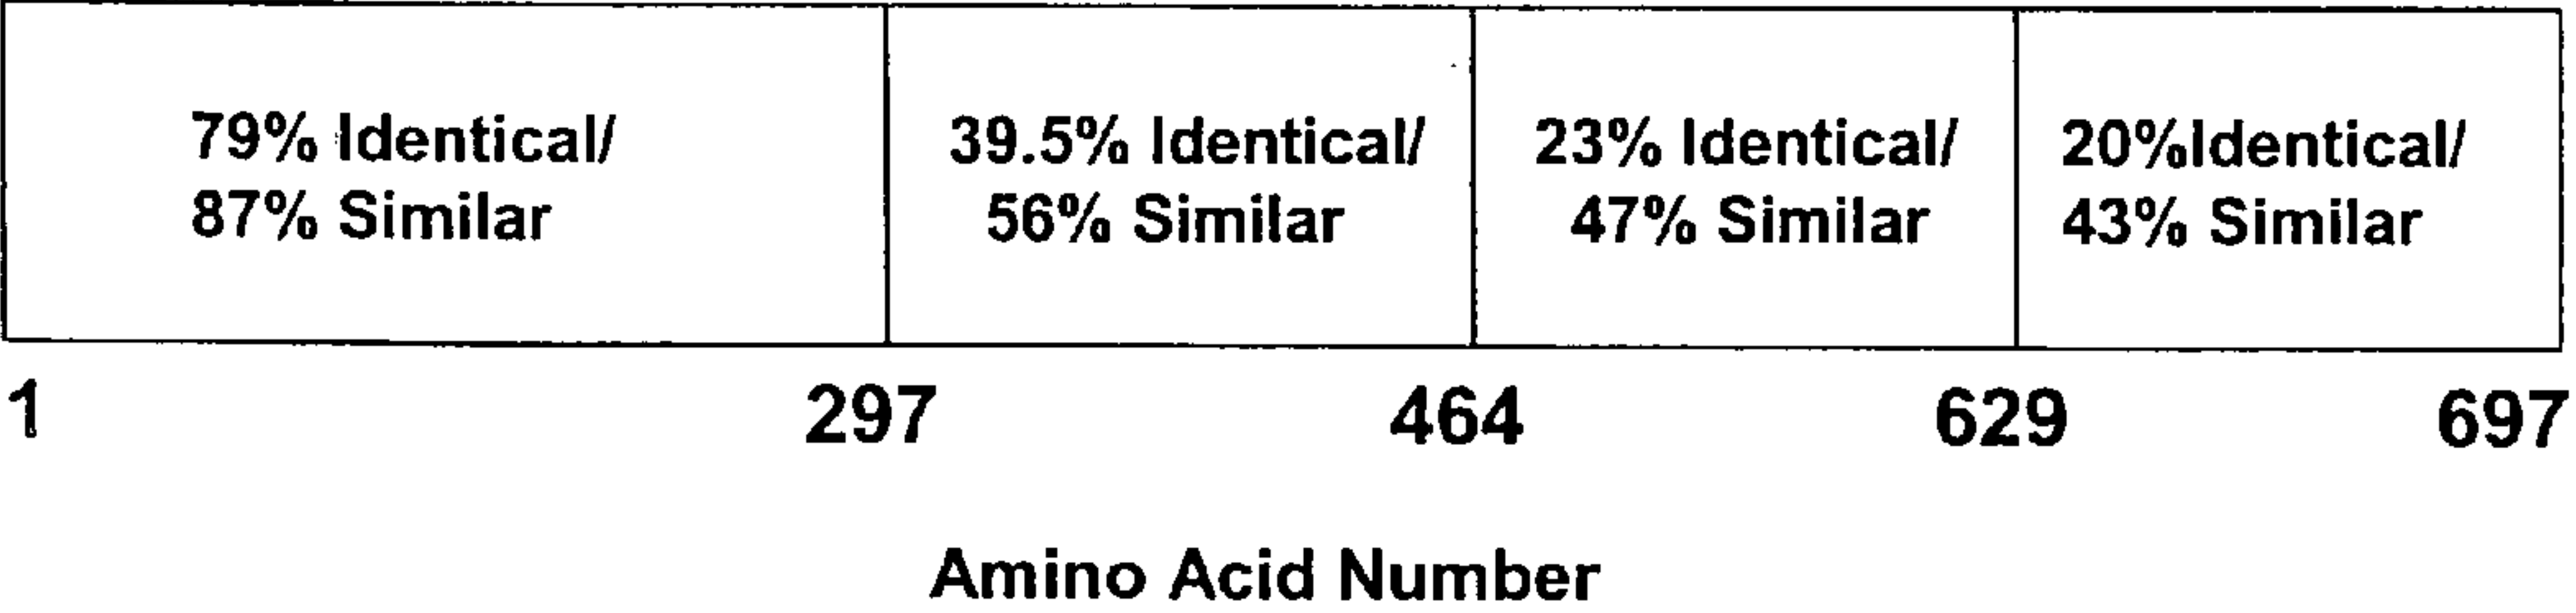 79% Identical/
87% Similar
39.5% Identical/
56% Similar
23% Identical/
47% Similar
20%Identical/
43% Similar
1 297 464 629 697
Amino Acid Number